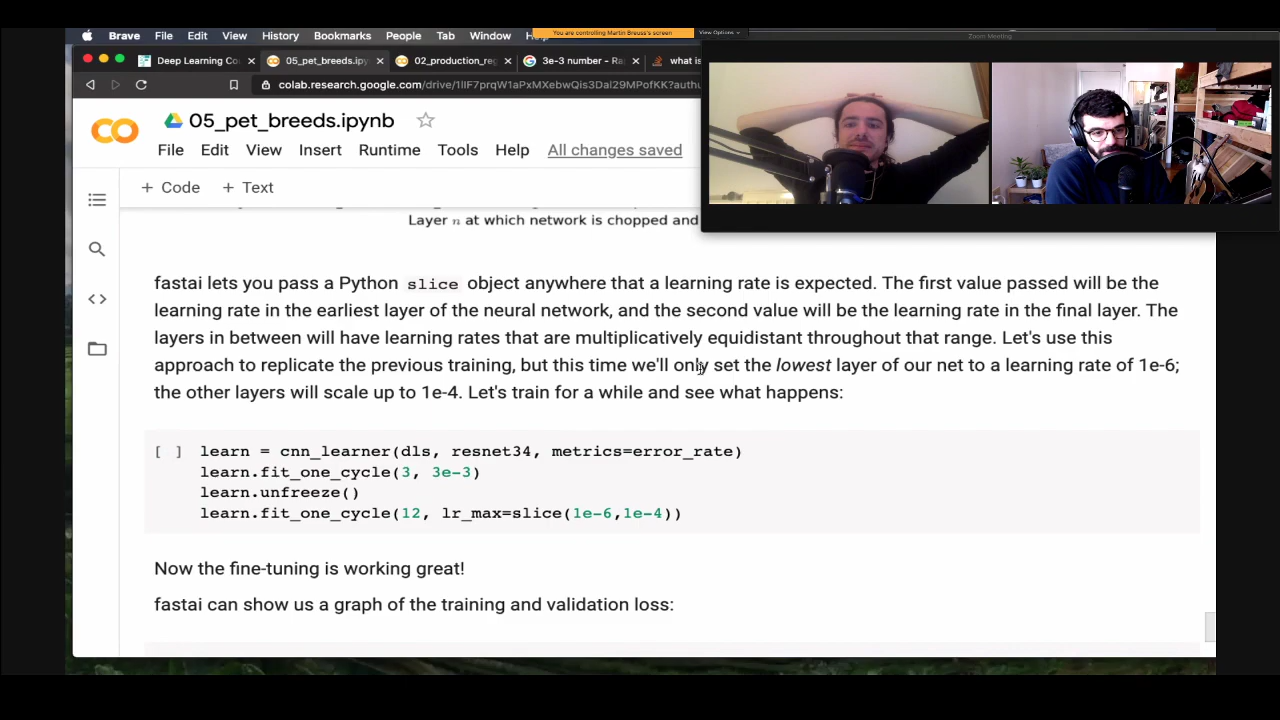 Brave File Edit View History Bookmarks People Tab Window
You are controlling Martin Breuss's screen
View Options
Zoom Meeting
Deep Learning Co
05_pet_breeds.ipy
02_production_re
3e-3 number -
what is
colab.research.google.com/drive/
05_pet_breeds.ipynb
File Edit View Insert Runtime Tools Help All changes saved
+ Code + Text
Layer n at which network is chopped and
fastai lets you pass a Python slice object anywhere that a learning rate is expected. The first value passed will be the
learning rate in the earliest layer of the neural network, and the second value will be the learning rate in the final layer. The
layers in between will have learning rates that are multiplicatively equidistant throughout that range. Let's use this
approach to replicate the previous training, but this time we'll only set the lowest layer of our net to a learning rate of 1e-6;
the other layers will scale up to 1e-4. Let's train for a while and see what happens:
[ ] learn = cnn_learner(dls, resnet34, metrics=error_rate)
learn.fit_one_cycle(3, 3e-3)
learn.unfreeze()
learn.fit_one_cycle(12, lr_max=slice(1e-6,1e-4))
Now the fine-tuning is working great!
fastai can show us a graph of the training and validation loss: